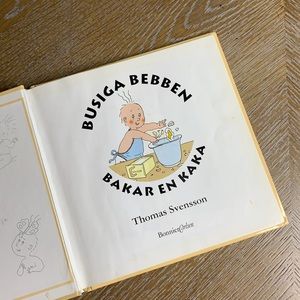 BUSIGA BEBBEN
BAKAR EN KAKA
Thomas Svensson
BonnierCarlsen